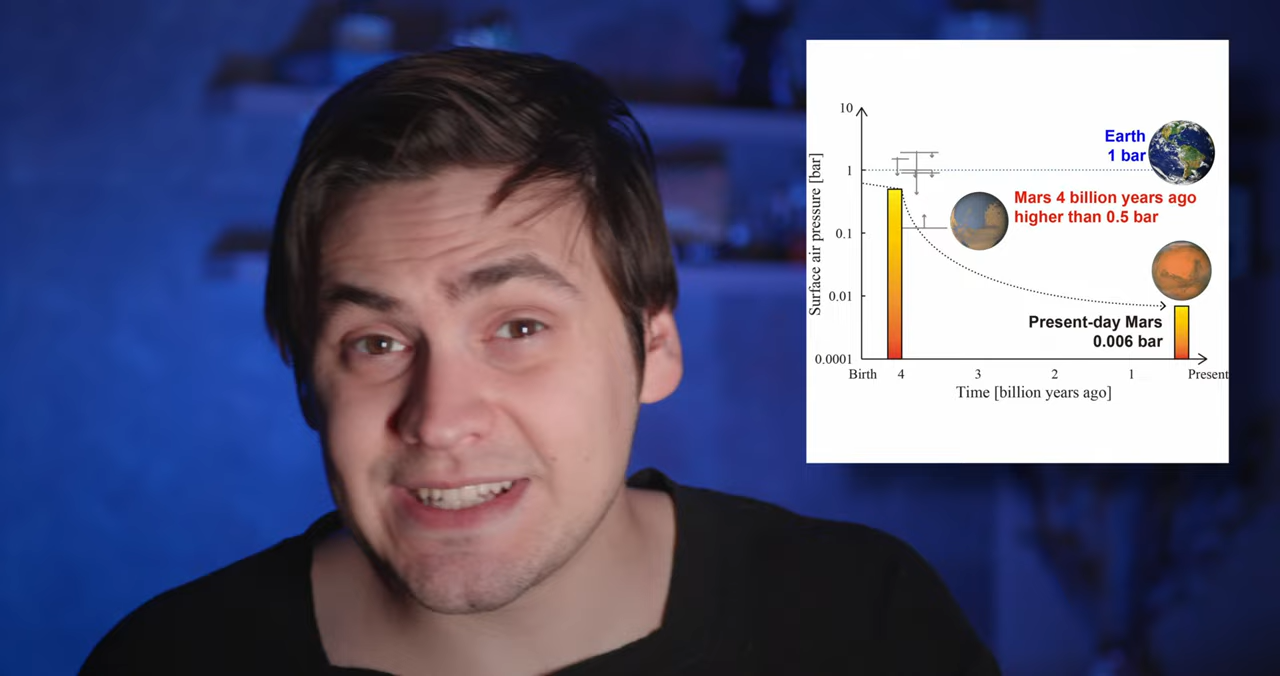 10
Earth
1 bar
1
Mars 4 billion years ago
higher than 0.5 bar
0.1
0.01
Present-day Mars
0.006 bar
0.0001
Surface air pressure [bar]
Birth 4 3 2 1 Present
Time [billion years ago]